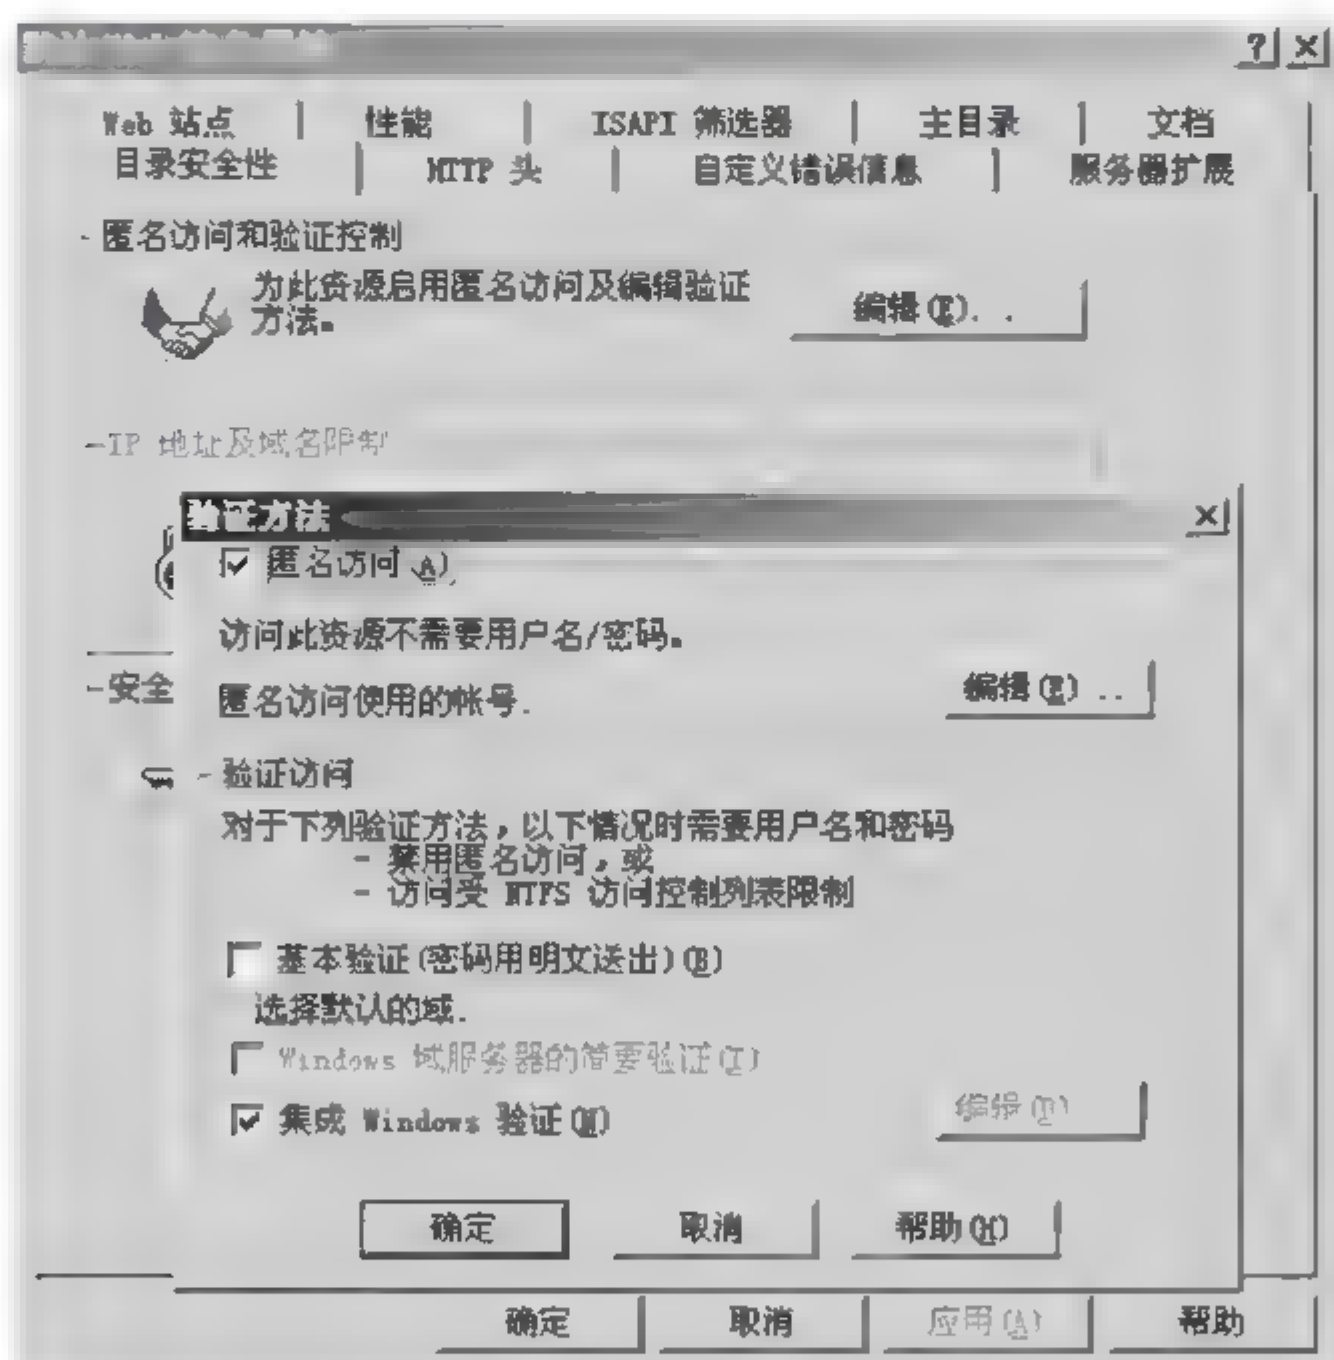 ? ×
Web 站点 性能 ISAPI 筛选器 主目录 文档
目录安全性 HTTP 头 自定义错误信息 服务器扩展
匿名访问和验证控制
为此资源启用匿名访问及编辑验证
方法。
编辑(E). .
IP 地址及域名限制
验证方法 ×
匿名访问(A)
访问此资源不需要用户名/密码。
安全
匿名访问使用的帐号.
编辑(E) ..
验证访问
对于下列验证方法，以下情况时需要用户名和密码
- 禁用匿名访问，或
- 访问受 NTFS 访问控制列表限制
基本验证(密码用明文送出)(B)
选择默认的域.
Windows 域服务器的简要验证(T)
编辑(D)
集成 Windows 验证(N)
确定 取消 帮助(H)
确定 取消 应用(A) 帮助